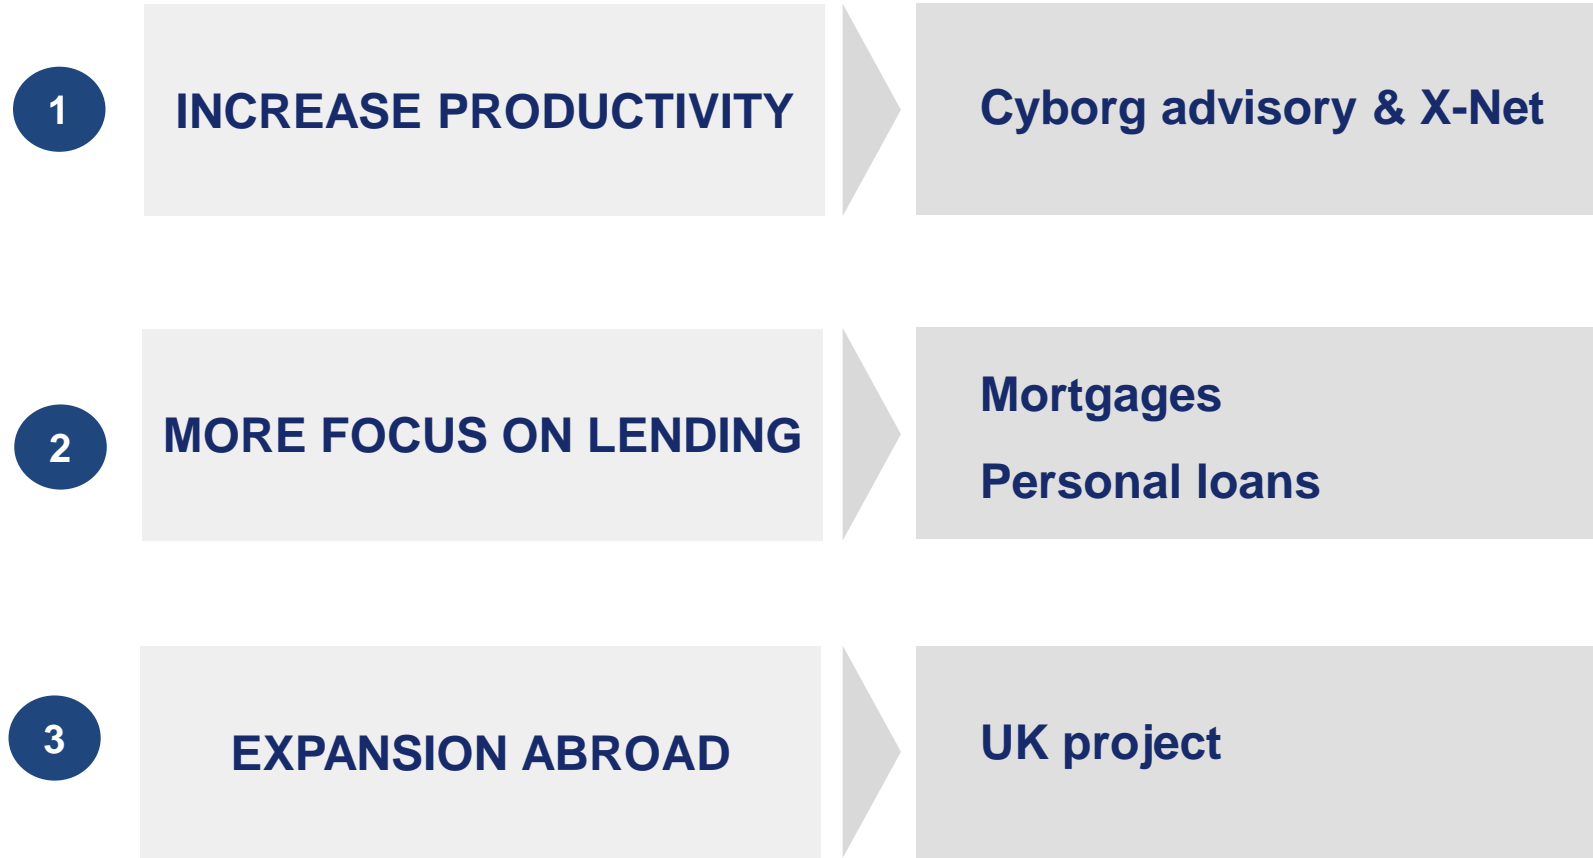 1
INCREASE PRODUCTIVITY
Cyborg advisory & X-Net
2
MORE FOCUS ON LENDING
Mortgages
Personal loans
3
EXPANSION ABROAD
UK project